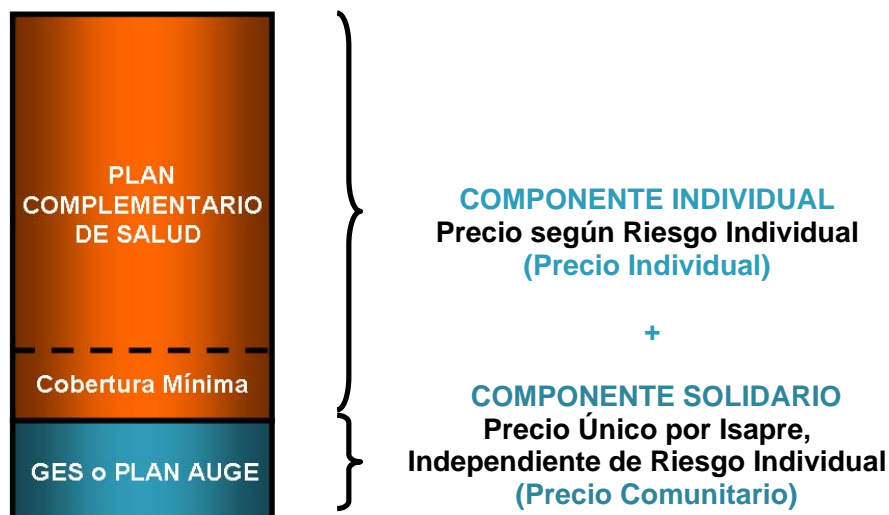 PLAN
COMPLEMENTARIO
DE SALUD
Cobertura Mínima
GES o PLAN AUGE
COMPONENTE INDIVIDUAL
Precio según Riesgo Individual
(Precio Individual)
+
COMPONENTE SOLIDARIO
Precio Único por Isapre,
Independiente de Riesgo Individual
(Precio Comunitario)